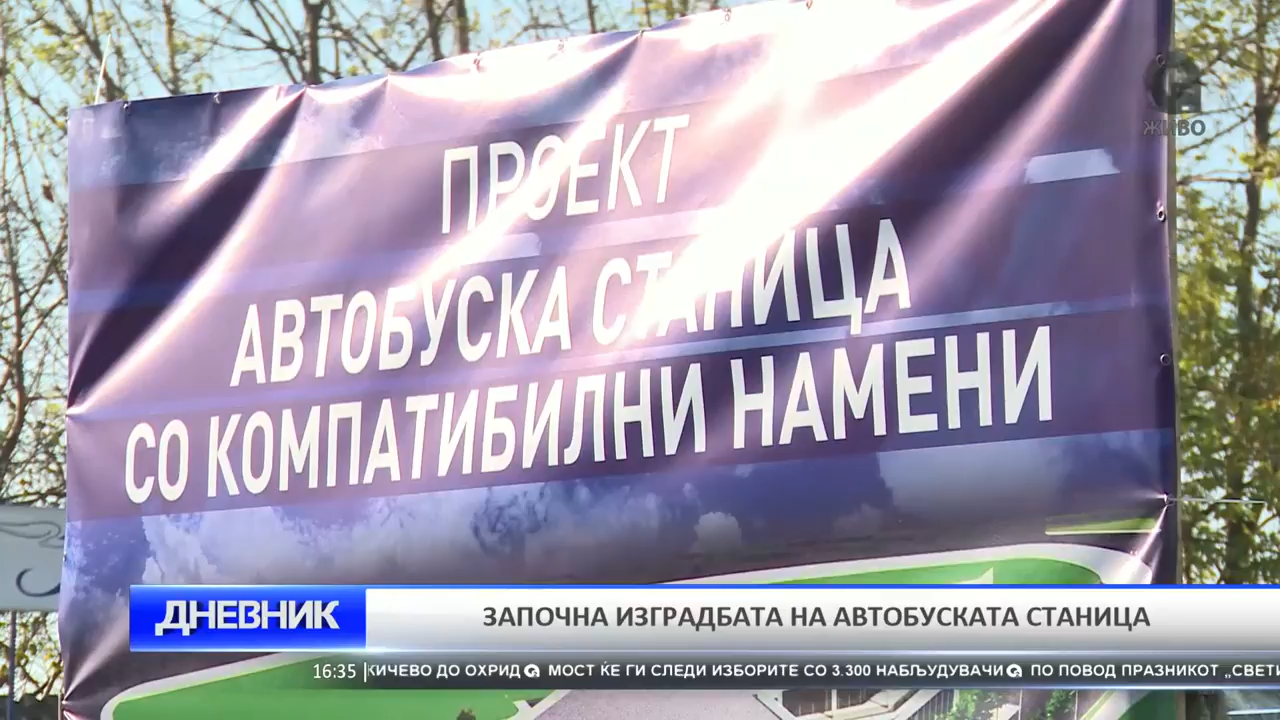 ЖИВО
ПРОЕКТ
АВТОБУСКА СТАНИЦА
СО КОМПАТИБИЛНИ НАМЕНИ
ДНЕВНИК
ЗАПОЧНА ИЗГРАДБАТА НА АВТОБУСКАТА СТАНИЦА
16:35 КИЧЕВО ДО ОХРИД МОСТ ЌЕ ГИ СЛЕДИ ИЗБОРИТЕ СО 3.300 НАБЉУДУВАЧИ ПО ПОВОД ПРАЗНИКОТ „СВЕТИ